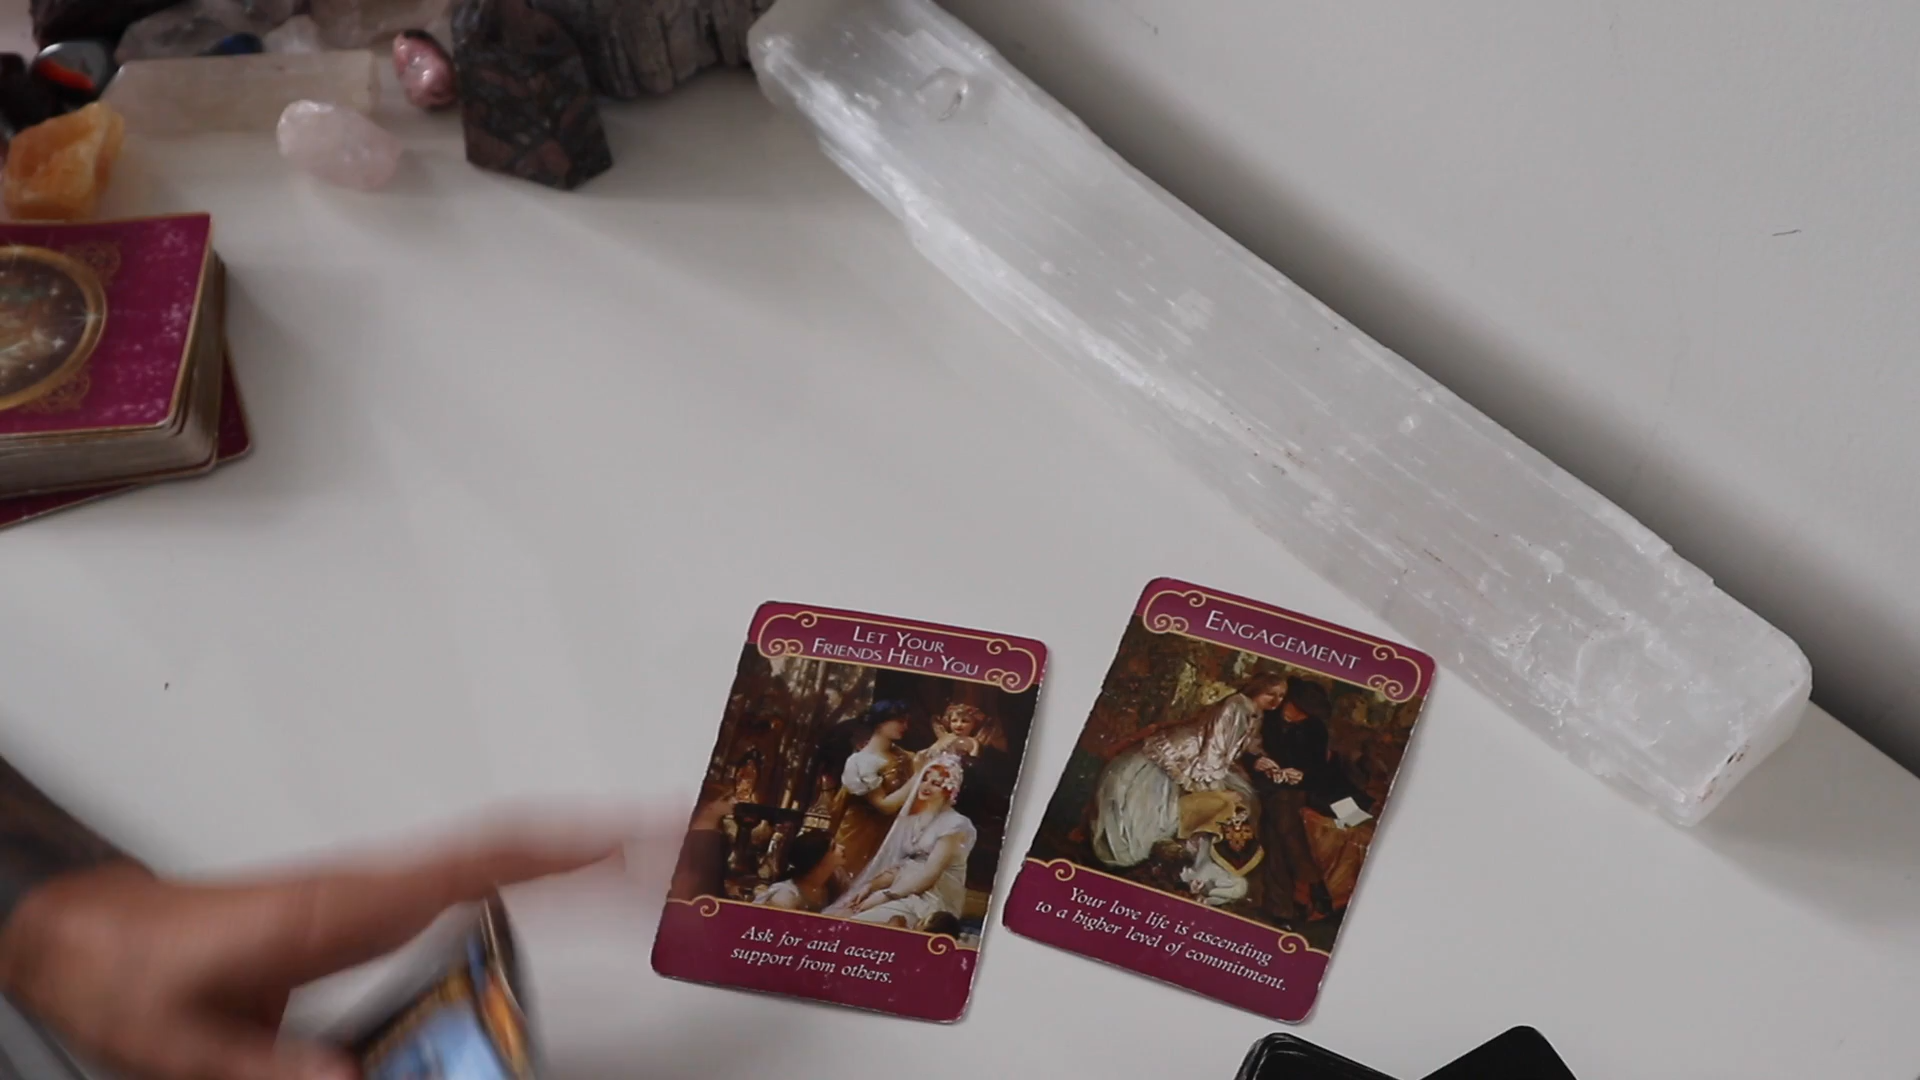 LET YOUR
FRIENDS HELP YOU
Ask for and accept
support from others.
ENGAGEMENT
Your love life is ascending
to a higher level of commitment.